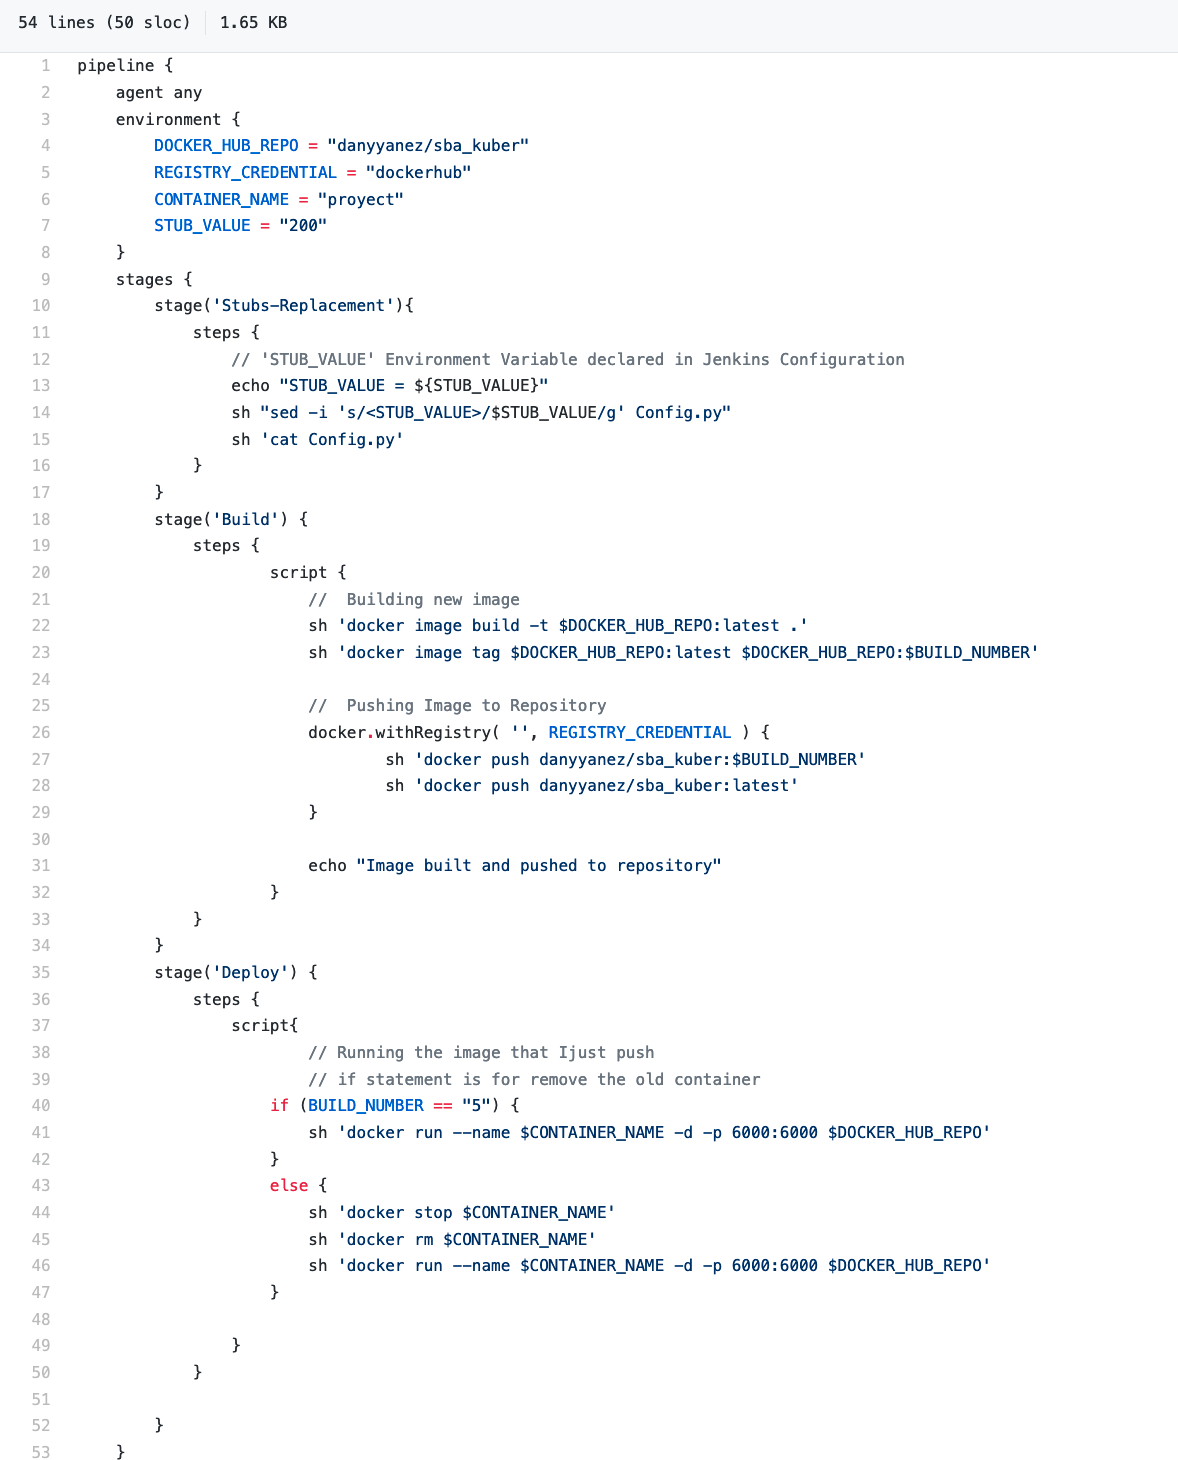 54 lines (50 sloc) 1.65 KB
1 pipeline {
2     agent any
3     environment {
4         DOCKER_HUB_REPO = "danyyanez/sba_kuber"
5         REGISTRY_CREDENTIAL = "dockerhub"
6         CONTAINER_NAME = "proyect"
7         STUB_VALUE = "200"
8     }
9     stages {
10         stage('Stubs-Replacement'){
11             steps {
12                 // 'STUB_VALUE' Environment Variable declared in Jenkins Configuration
13                 echo "STUB_VALUE = ${STUB_VALUE}"
14                 sh "sed -i 's/<STUB_VALUE>/$STUB_VALUE/g' Config.py"
15                 sh 'cat Config.py'
16             }
17         }
18         stage('Build') {
19             steps {
20                     script {
21                         //  Building new image
22                         sh 'docker image build -t $DOCKER_HUB_REPO:latest .'
23                         sh 'docker image tag $DOCKER_HUB_REPO:latest $DOCKER_HUB_REPO:$BUILD_NUMBER'
24
25                         //  Pushing Image to Repository
26                         docker.withRegistry( '', REGISTRY_CREDENTIAL ) {
27                                 sh 'docker push danyyanez/sba_kuber:$BUILD_NUMBER'
28                                 sh 'docker push danyyanez/sba_kuber:latest'
29                         }
30
31                         echo "Image built and pushed to repository"
32                     }
33             }
34         }
35         stage('Deploy') {
36             steps {
37                 script{
38                         // Running the image that Ijust push
39                         // if statement is for remove the old container
40                     if (BUILD_NUMBER == "5") {
41                         sh 'docker run --name $CONTAINER_NAME -d -p 6000:6000 $DOCKER_HUB_REPO'
42                     }
43                     else {
44                         sh 'docker stop $CONTAINER_NAME'
45                         sh 'docker rm $CONTAINER_NAME'
46                         sh 'docker run --name $CONTAINER_NAME -d -p 6000:6000 $DOCKER_HUB_REPO'
47                     }
48
49                 }
50             }
51
52         }
53     }